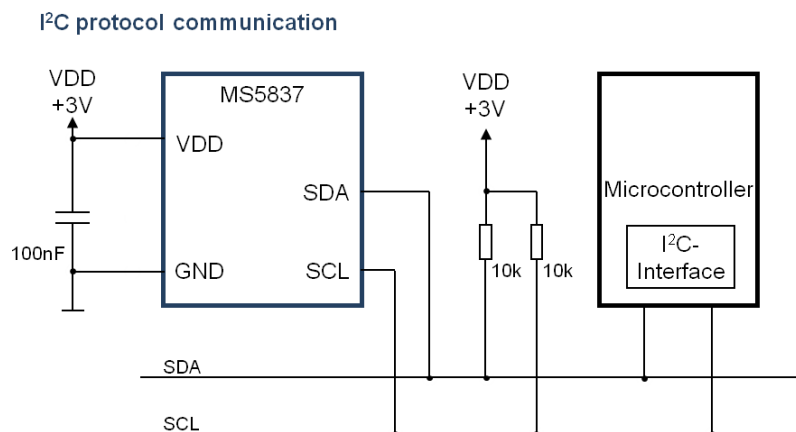 I²C protocol communication
VDD
+3V
MS5837
VDD
SDA
GND
SCL
100nF
VDD
+3V
10k
10k
Microcontroller
I²C-
Interface
SDA
SCL